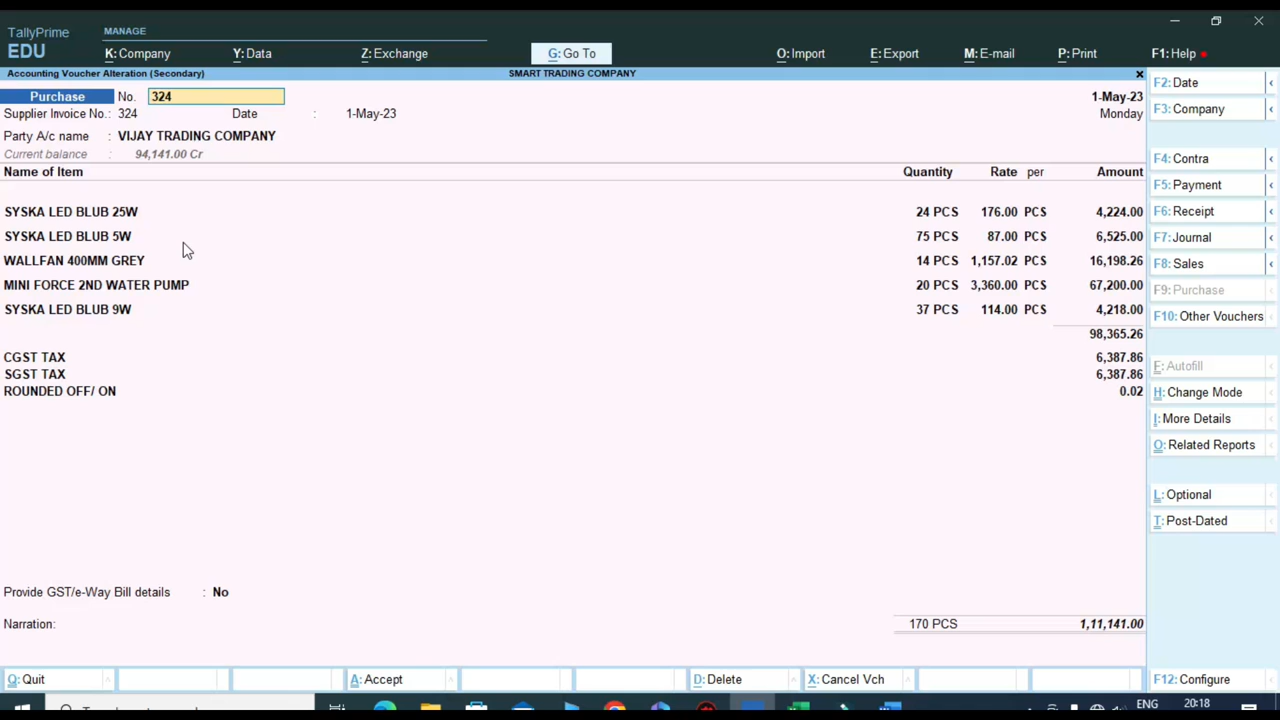 TallyPrime
EDU
MANAGE
K: Company
Y: Data
Z: Exchange
G: Go To
O: Import
E: Export
M: E-mail
P: Print
F1: Help
Accounting Voucher Alteration (Secondary)
SMART TRADING COMPANY
Purchase No. 324
1-May-23
Supplier Invoice No.: 324 Date : 1-May-23
Monday
Party A/c name : VIJAY TRADING COMPANY
Current balance : 94,141.00 Cr
Name of Item Quantity Rate per Amount
SYSKA LED BLUB 25W 24 PCS 176.00 PCS 4,224.00
SYSKA LED BLUB 5W 75 PCS 87.00 PCS 6,525.00
WALLFAN 400MM GREY 14 PCS 1,157.02 PCS 16,198.26
MINI FORCE 2ND WATER PUMP 20 PCS 3,360.00 PCS 67,200.00
SYSKA LED BLUB 9W 37 PCS 114.00 PCS 4,218.00
98,365.26
CGST TAX 6,387.86
SGST TAX 6,387.86
ROUNDED OFF/ ON 0.02
Provide GST/e-Way Bill details : No
Narration: 170 PCS 1,11,141.00
F2: Date
F3: Company
F4: Contra
F5: Payment
F6: Receipt
F7: Journal
F8: Sales
F9: Purchase
F10: Other Vouchers
F: Autofill
H: Change Mode
I: More Details
O: Related Reports
L: Optional
T: Post-Dated
Q: Quit
A: Accept
D: Delete
X: Cancel Vch
F12: Configure
ENG
20:18